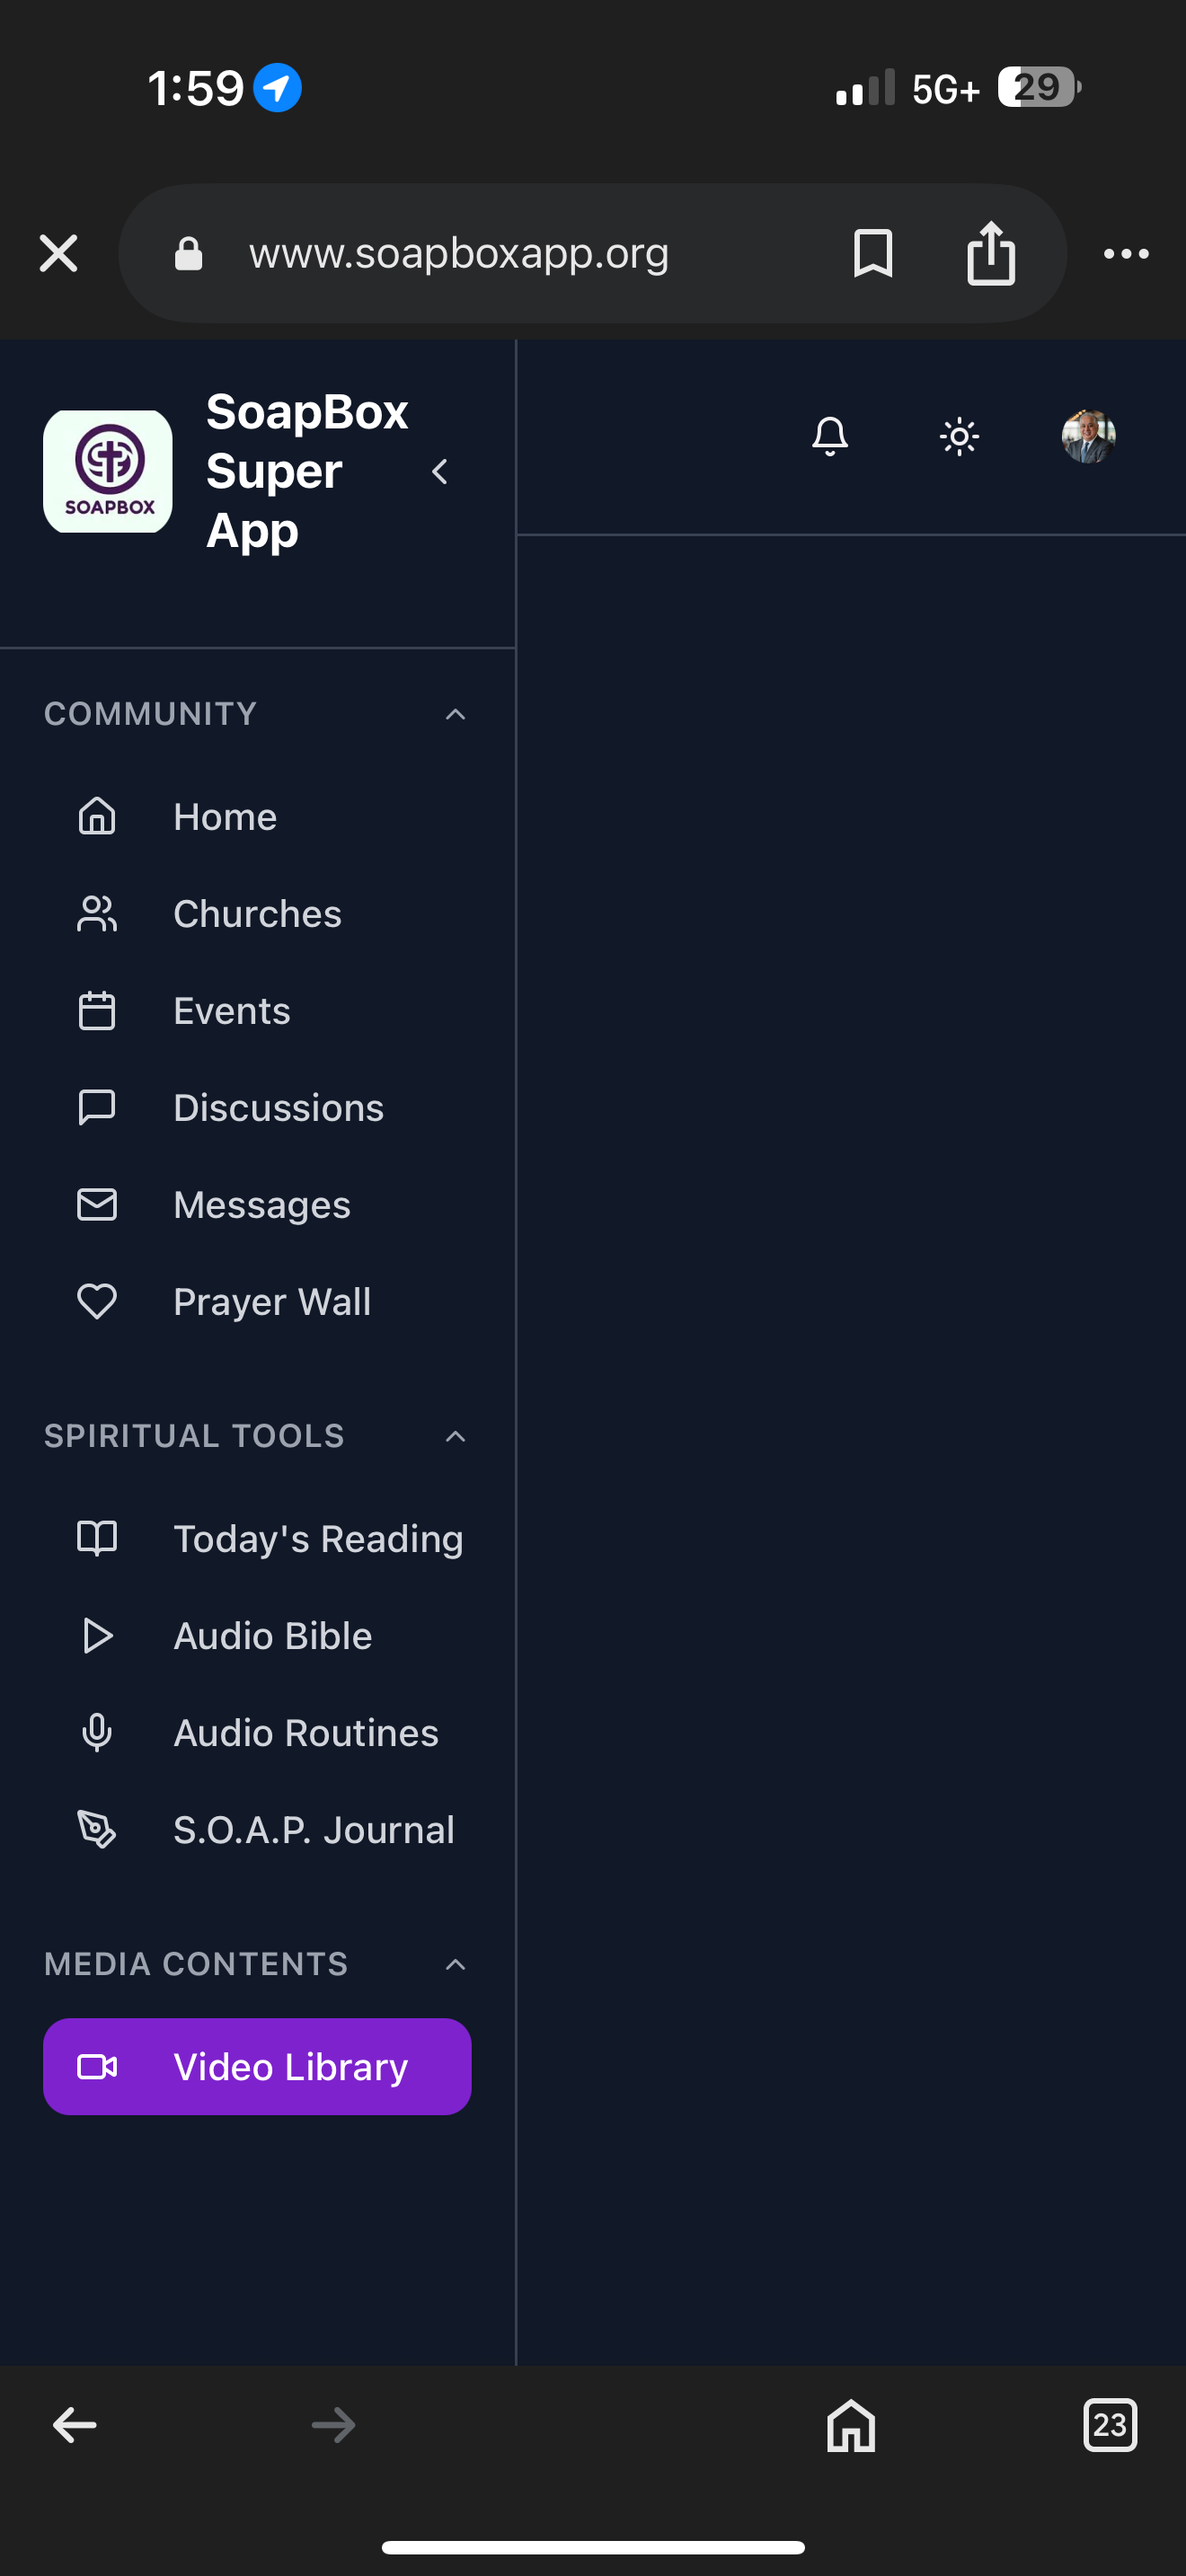 1:59
5G+
29
www.soapboxapp.org
SOAPBOX
SoapBox
Super
App
COMMUNITY
Home
Churches
Events
Discussions
Messages
Prayer Wall
SPIRITUAL TOOLS
Today's Reading
Audio Bible
Audio Routines
S.O.A.P. Journal
MEDIA CONTENTS
Video Library
23